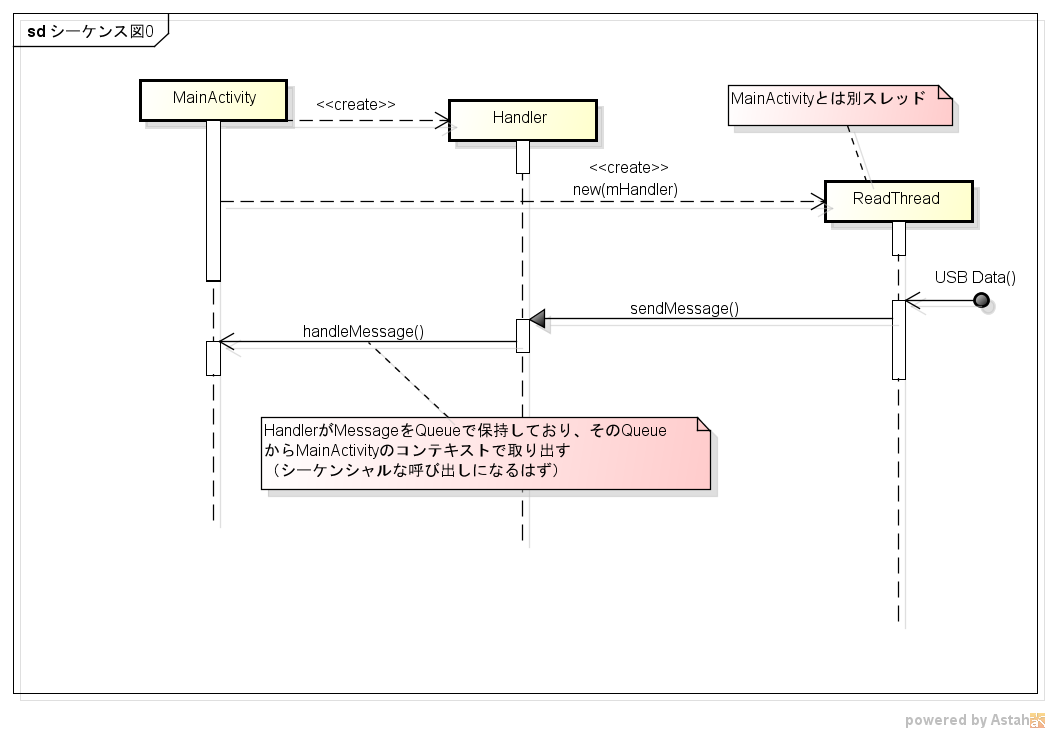 sd シーケンス図0
MainActivity
<<create>>
Handler
MainActivityとは別スレッド
<<create>>
new(mHandler)
ReadThread
USB Data()
sendMessage()
handleMessage()
HandlerがMessageをQueueで保持しており、そのQueue
からMainActivityのコンテキストで取り出す
（シーケンシャルな呼び出しになるはず）
powered by Astah